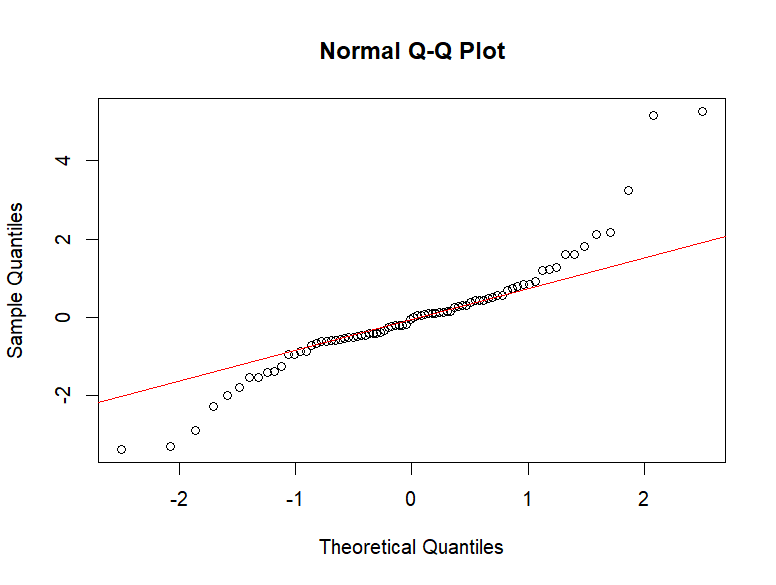 Normal Q-Q Plot
Sample Quantiles
4
2
0
-2
-2 -1 0 1 2
Theoretical Quantiles